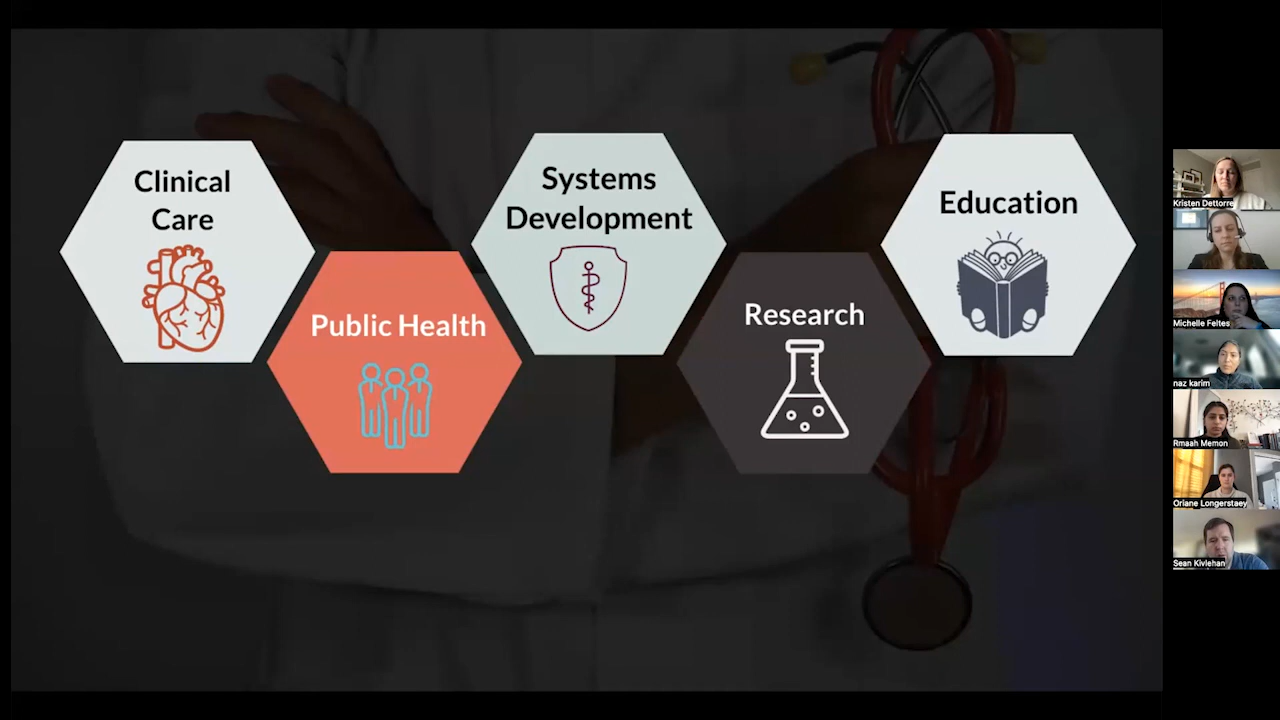 Clinical
Care
Public Health
Systems
Development
Research
Education
Kristen Dettorre
Michelle Feltes
naz karim
Rmaah Memon
Oriane Longerstaey
Sean Kivlehan